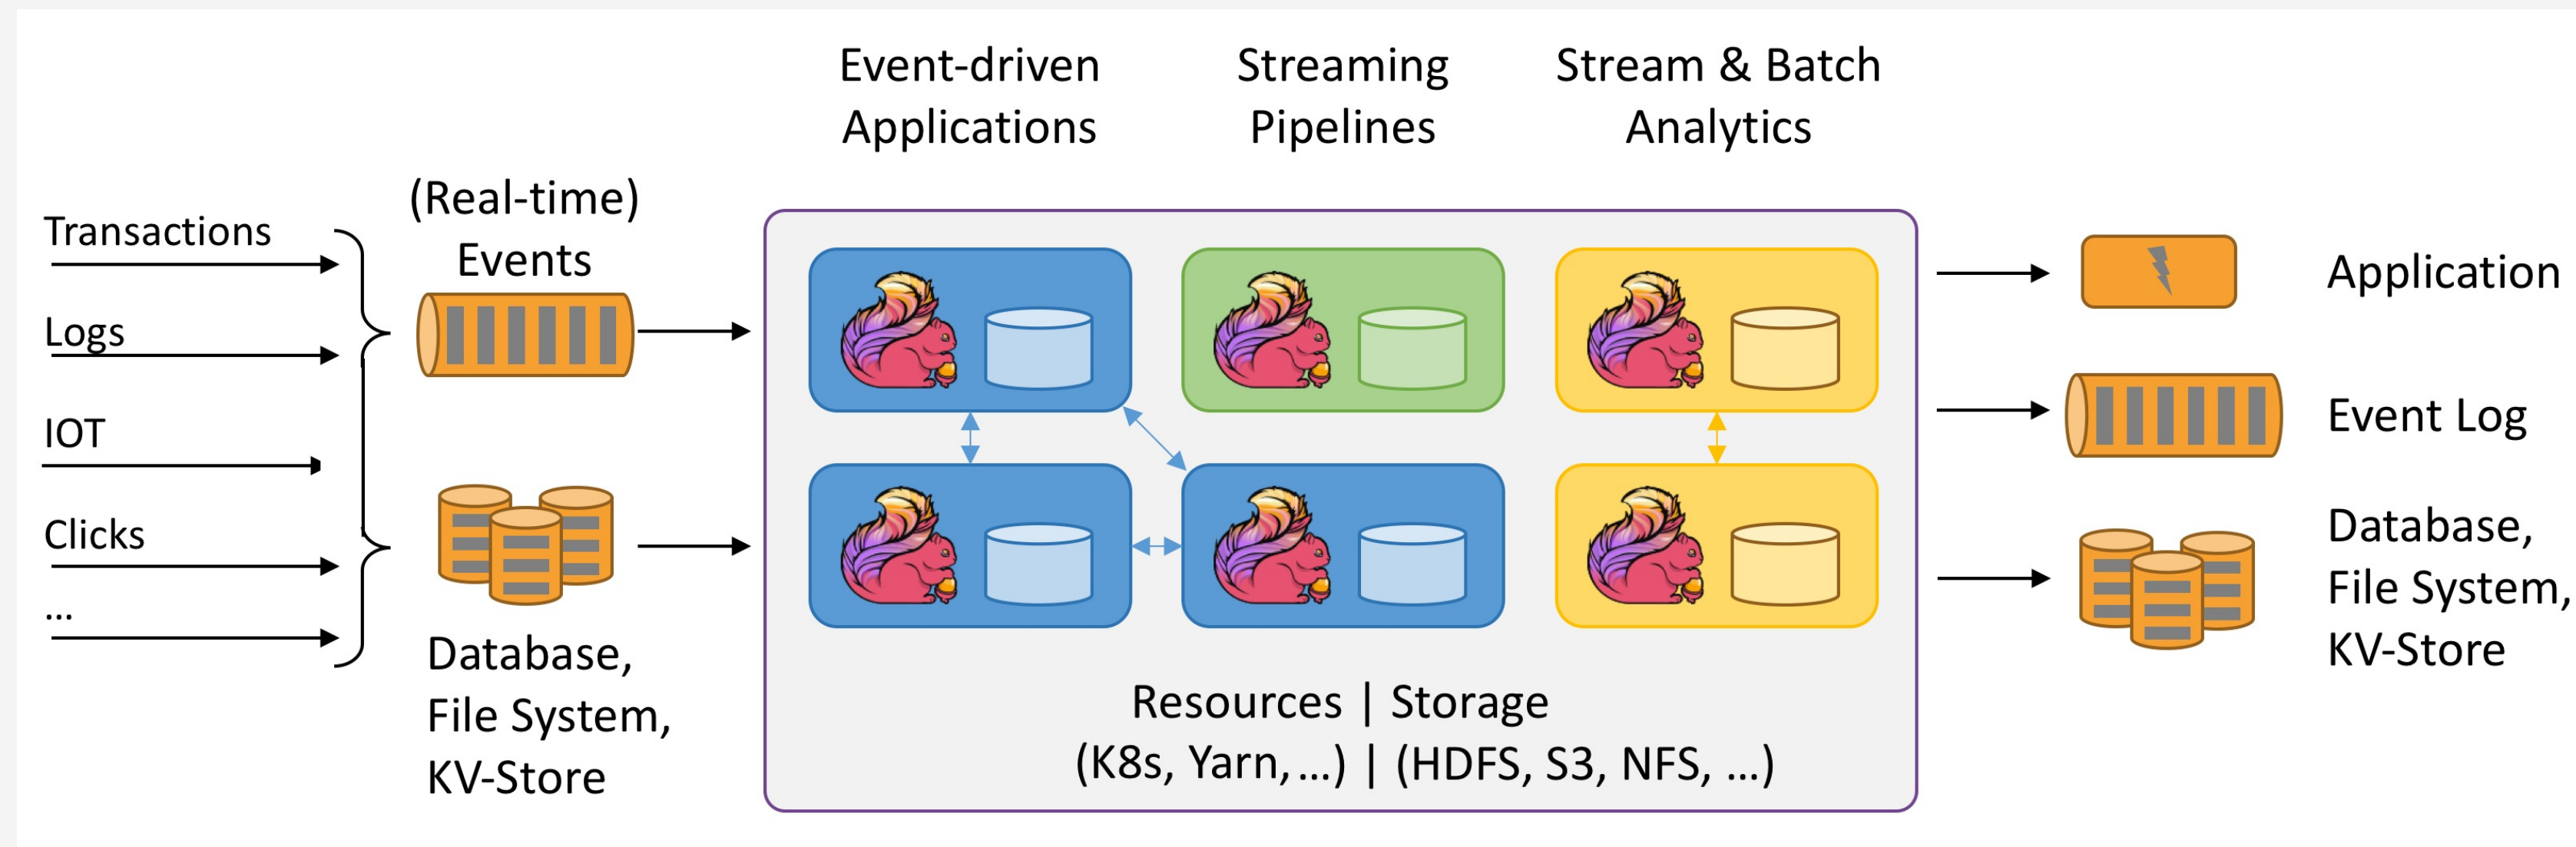 Event-driven
Applications
Streaming
Pipelines
Stream & Batch
Analytics
Transactions
Logs
IOT
Clicks
...
(Real-time)
Events
Database,
File System,
KV-Store
Resources | Storage
(K8s, Yarn, ...) | (HDFS, S3, NFS, ...)
Application
Event Log
Database,
File System,
KV-Store